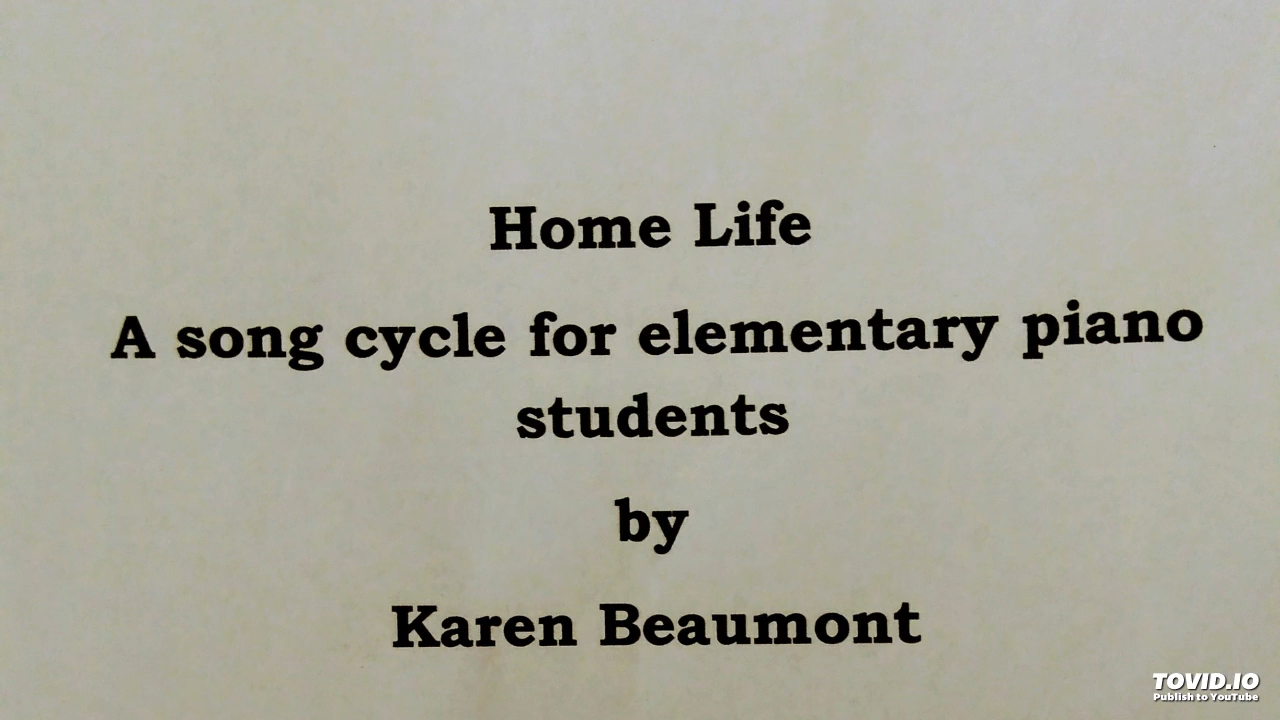 Home Life
A song cycle for elementary piano
students
by
Karen Beaumont
TOVID.IO
Publish to YouTube